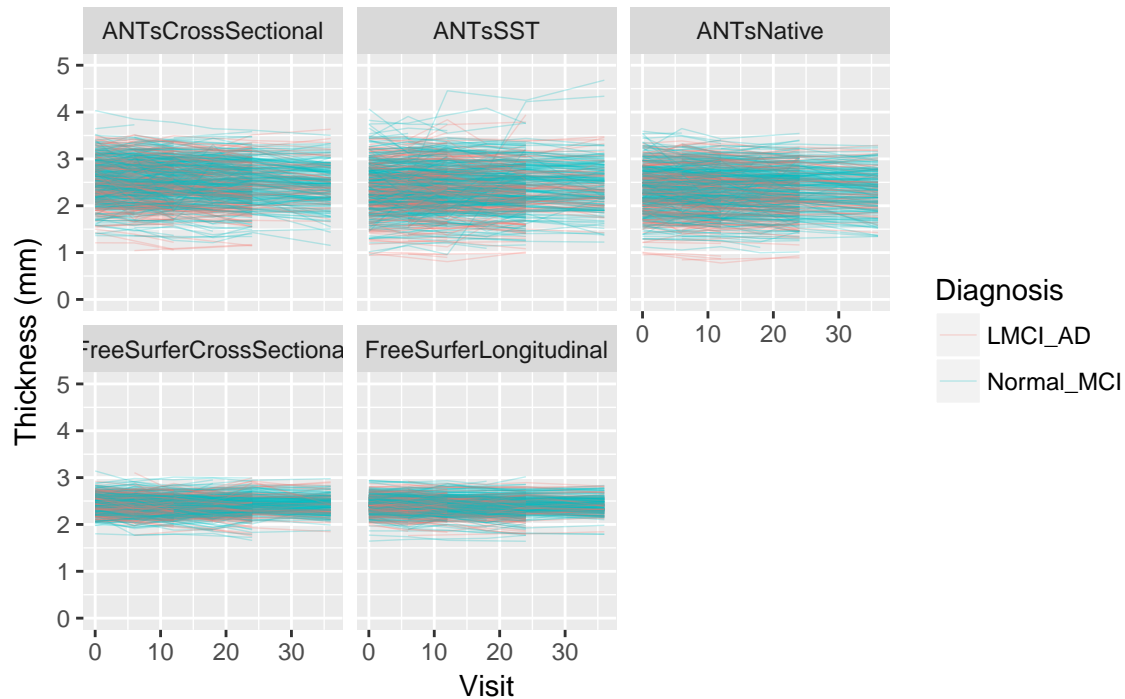 ANTsCrossSectional
ANTsSST
ANTsNative
5
4
3
2
1
0
0
10
20
30
FreeSurferCrossSectiona
FreeSurferLongitudinal
5
4
3
2
1
0
0
10
20
30
0
10
20
30
Thickness (mm)
Visit
Diagnosis
LMCI_AD
Normal_MCI